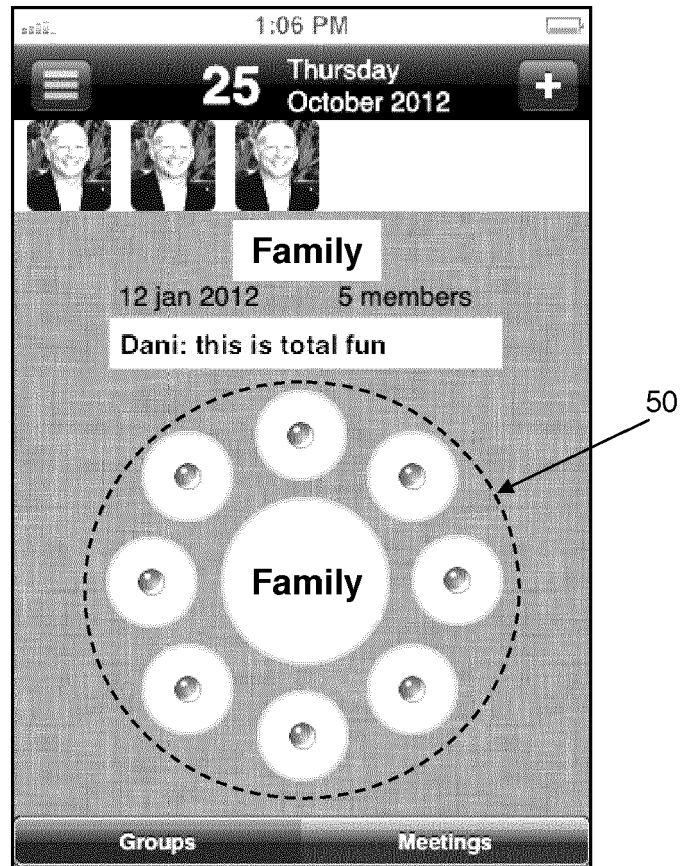 1:06 PM
25 Thursday
October 2012
Family
12 jan 2012 5 members
Dani: this is total fun
50
Family
Groups Meetings